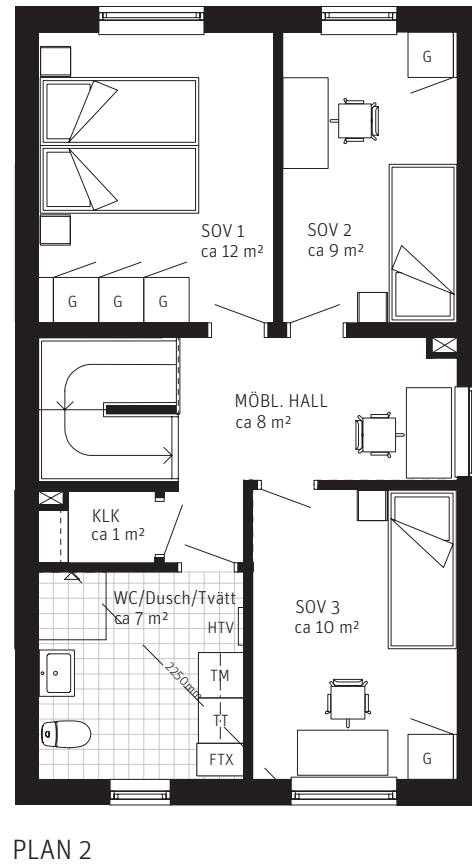 G
SOV 1
ca 12 m²
SOV 2
ca 9 m²
G
G
G
MÖBL. HALL
ca 8 m²
KLK
ca 1 m²
WC/Dusch/Tvätt
ca 7 m²
HTV
2250mm
TM
TT
FTX
SOV 3
ca 10 m²
G
PLAN 2